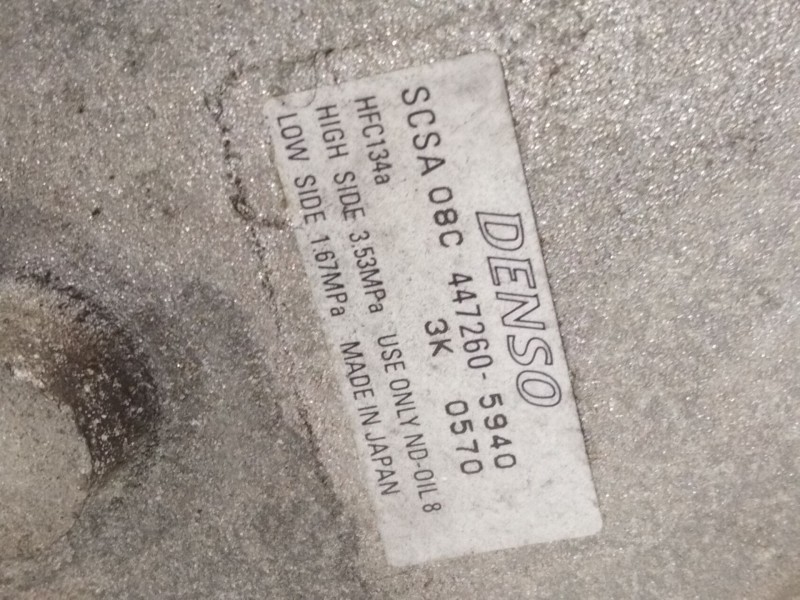 DENSO
SCSA 08C 447260-5940
3K 0570
HFC134a
HIGH SIDE 3.53MPa USE ONLY ND-OIL 8
LOW SIDE 1.67MPa MADE IN JAPAN